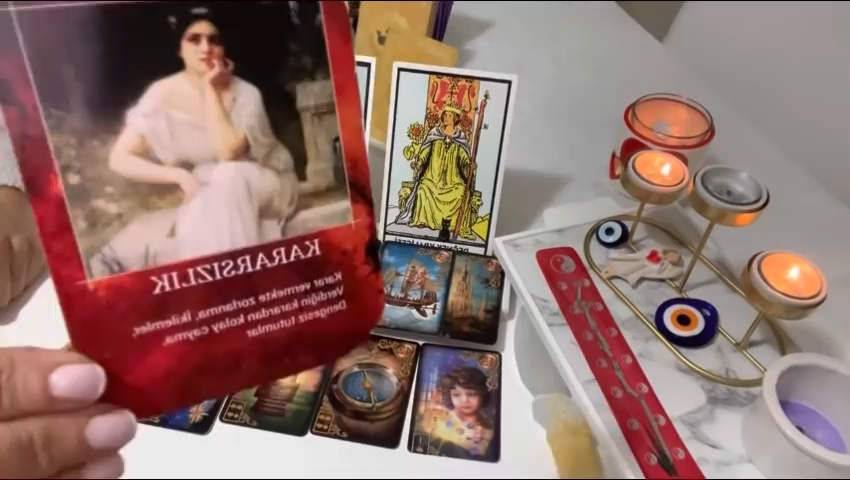 KARARSIZLIK
Karar vermekte zorlanma, İkilemler,
Verdiğin karardan kolay cayma,
Dengesiz tutumlar